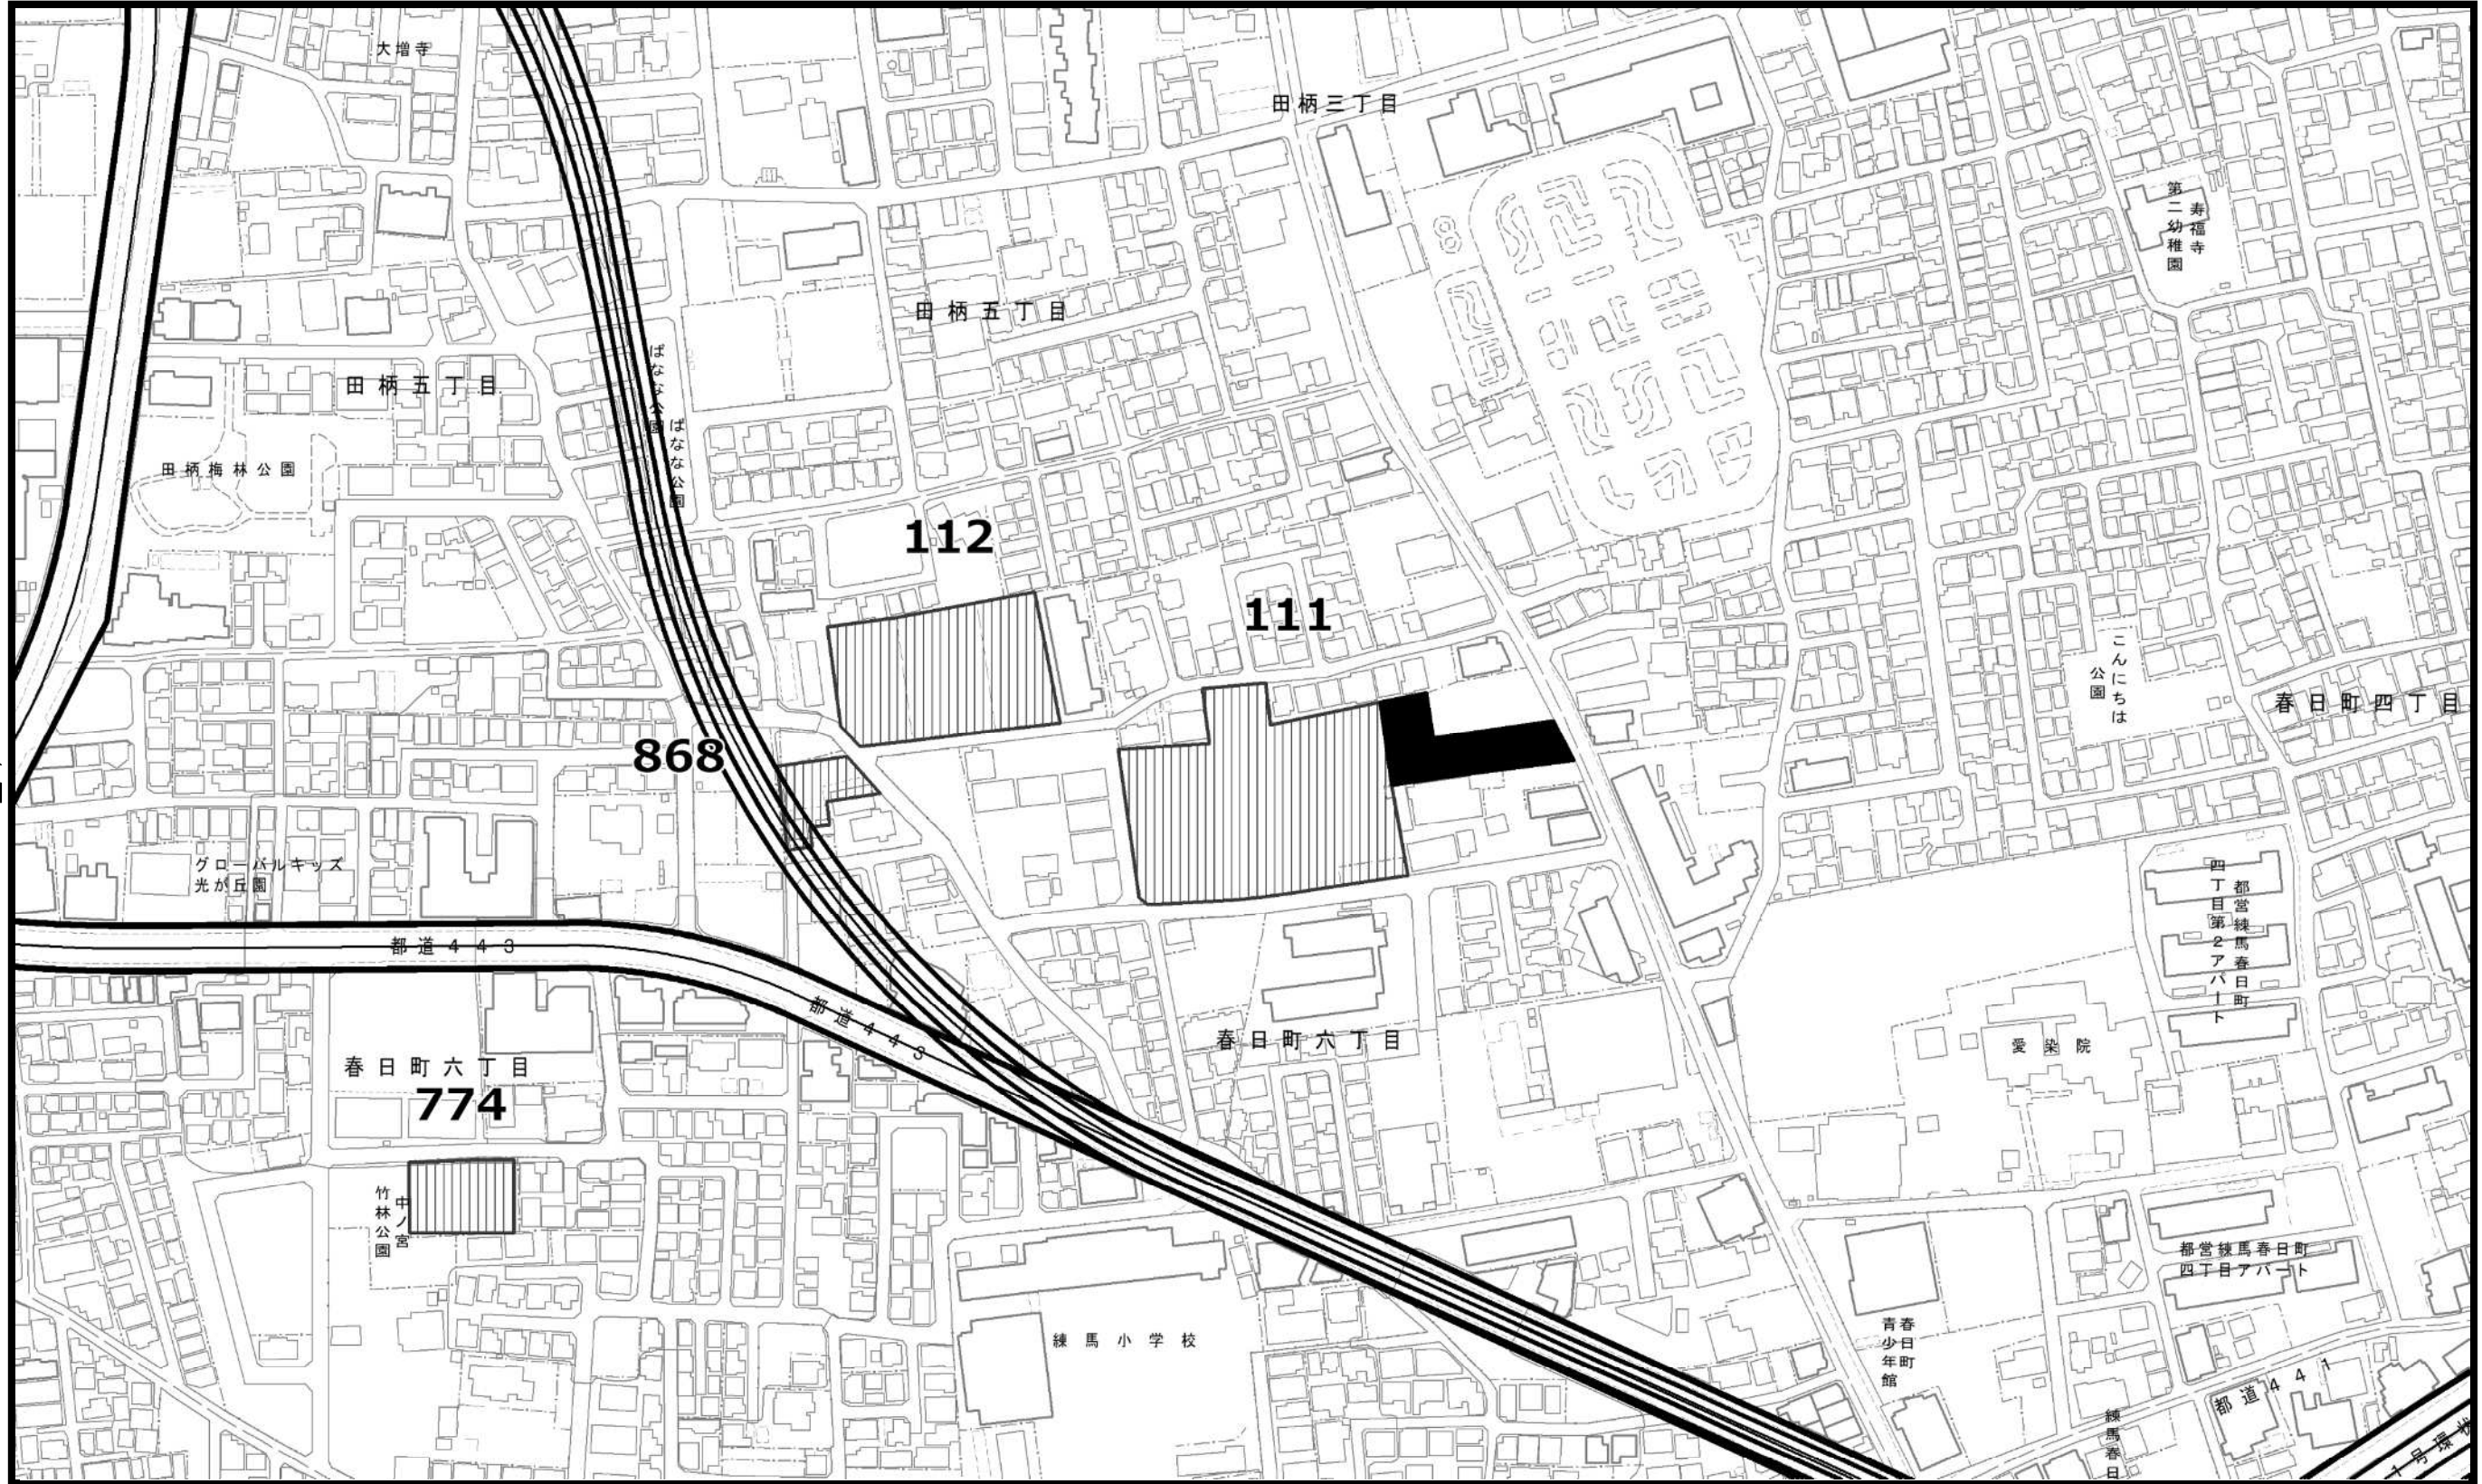 大増寺
田柄三丁目
第二幼稚園
寿福寺
田柄五丁目
ばなな公園
田柄五丁目
ばなな公園
田柄梅林公園
112
111
こんにちは
公園
春日町四丁目
868
グローバルキッズ
光が丘園
都営練馬春日町
四丁目第2アパート
都道443
都道443
春日町六丁目
愛染院
春日町六丁目
774
中ノ宮
竹林公園
都営練馬春日町
四丁目アパート
練馬小学校
春日町
青少年館
都道441
練馬春日